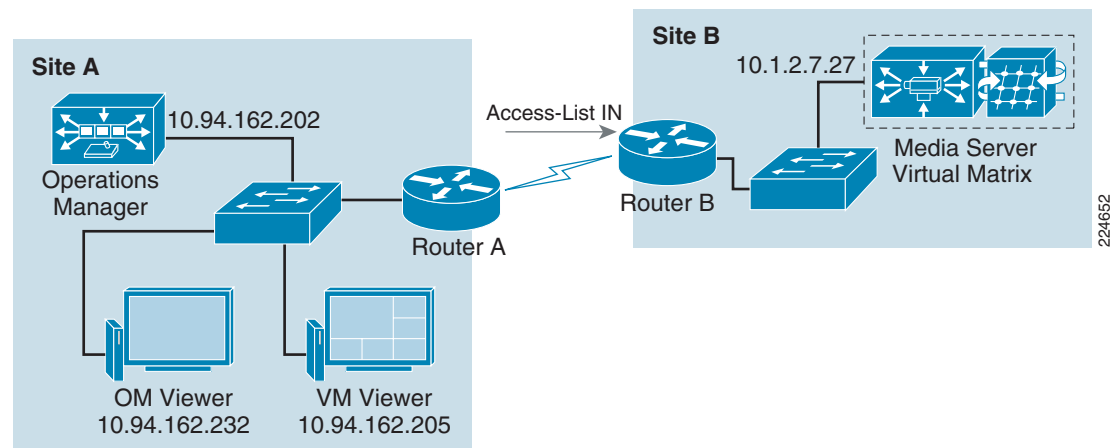 Site A
10.94.162.202
Operations
Manager
Router A
OM Viewer
10.94.162.232
VM Viewer
10.94.162.205
Access-List IN
Site B
10.1.2.7.27
Router B
Media Server
Virtual Matrix
224652